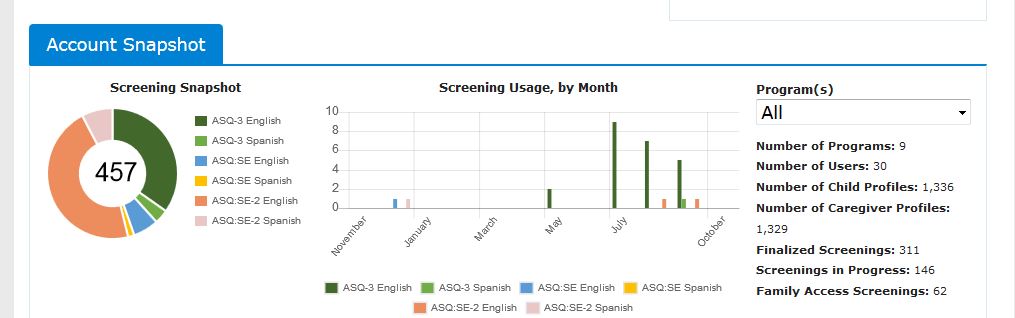 Account Snapshot
Screening Snapshot
457
ASQ-3 English
ASQ-3 Spanish
ASQ:SE English
ASQ:SE Spanish
ASQ:SE-2 English
ASQ:SE-2 Spanish
Screening Usage, by Month
10
8
6
4
2
0
November
January
March
May
July
October
ASQ-3 English ASQ-3 Spanish ASQ:SE English ASQ:SE Spanish
ASQ:SE-2 English ASQ:SE-2 Spanish
Program(s)
All
Number of Programs: 9
Number of Users: 30
Number of Child Profiles: 1,336
Number of Caregiver Profiles:
1,329
Finalized Screenings: 311
Screenings in Progress: 146
Family Access Screenings: 62